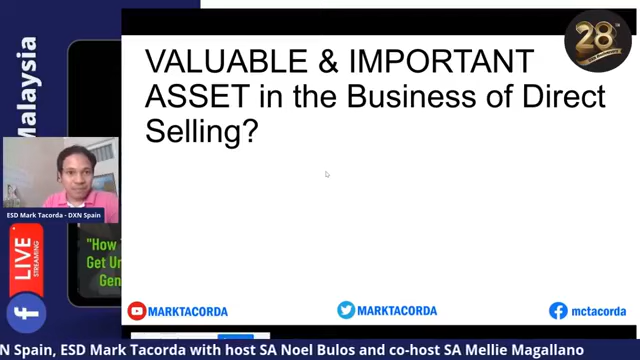 VALUABLE & IMPORTANT
ASSET in the Business of Direct
Selling?
28
Malaysia
ESD Mark Tacorda - DXN Spain
LIVE
STREAMING
"How
Get Un
Gen
MARKTACORDA
MARKTACORDA
mctacorda
N Spain, ESD Mark Tacorda with host SA Noel Bulos and co-host SA Mellie Magallano